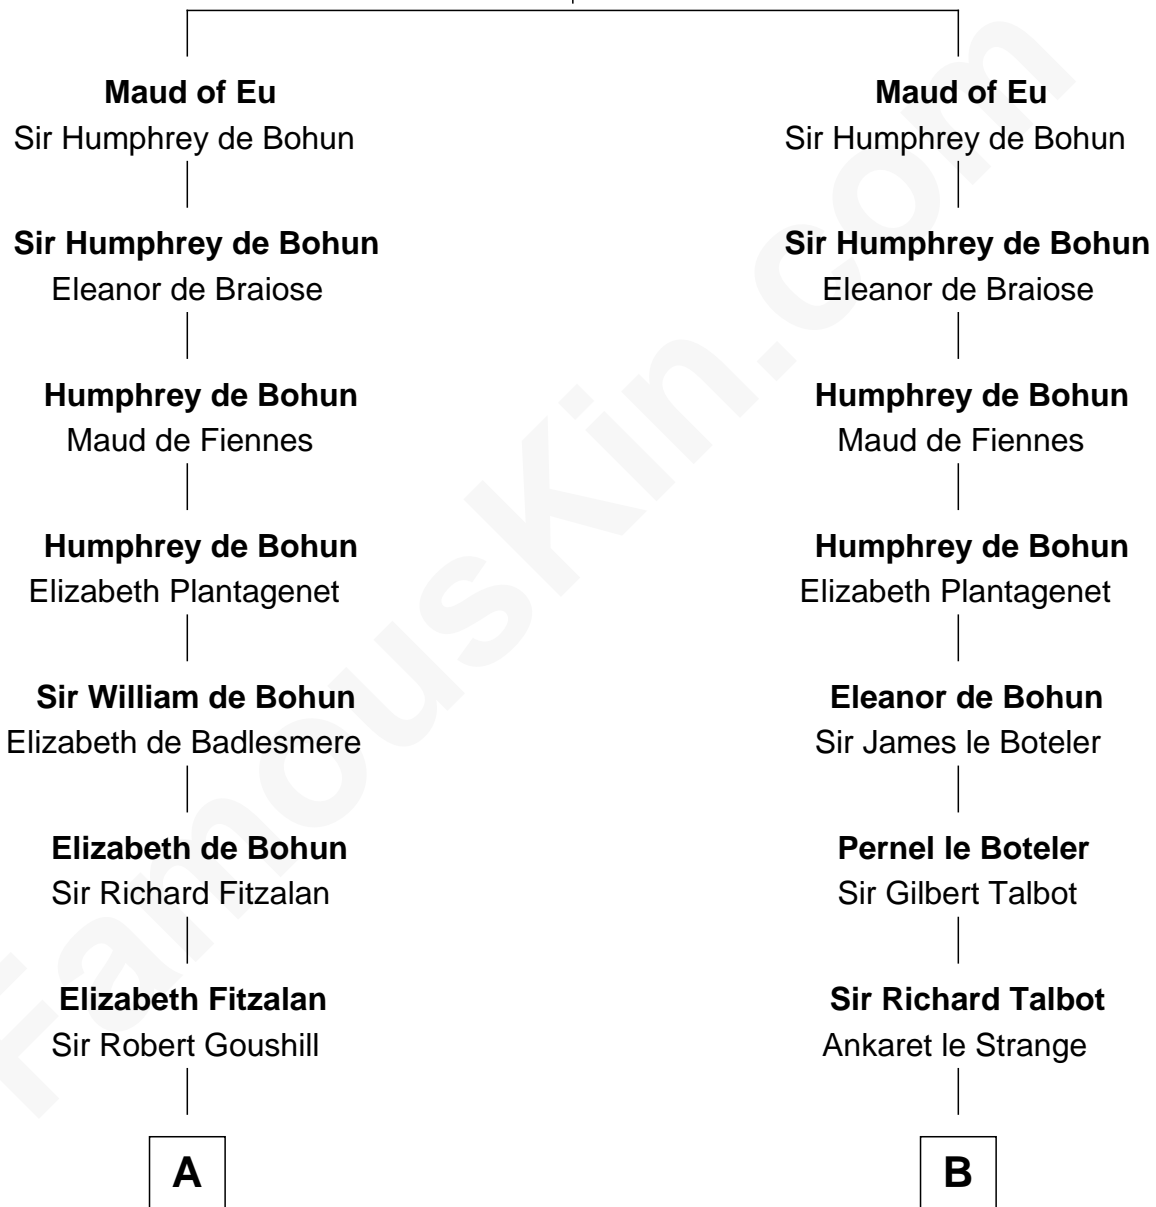 Maud of Eu
Sir Humphrey de Bohun
Sir Humphrey de Bohun
Eleanor de Braiose
Humphrey de Bohun
Maud de Fiennes
Humphrey de Bohun
Elizabeth Plantagenet
Sir William de Bohun
Elizabeth de Badlesmere
Elizabeth de Bohun
Sir Richard Fitzalan
Elizabeth Fitzalan
Sir Robert Goushill
A
Maud of Eu
Sir Humphrey de Bohun
Sir Humphrey de Bohun
Eleanor de Braiose
Humphrey de Bohun
Maud de Fiennes
Humphrey de Bohun
Elizabeth Plantagenet
Eleanor de Bohun
Sir James le Boteler
Pernel le Boteler
Sir Gilbert Talbot
Sir Richard Talbot
Ankaret le Strange
B
FamousKin.com